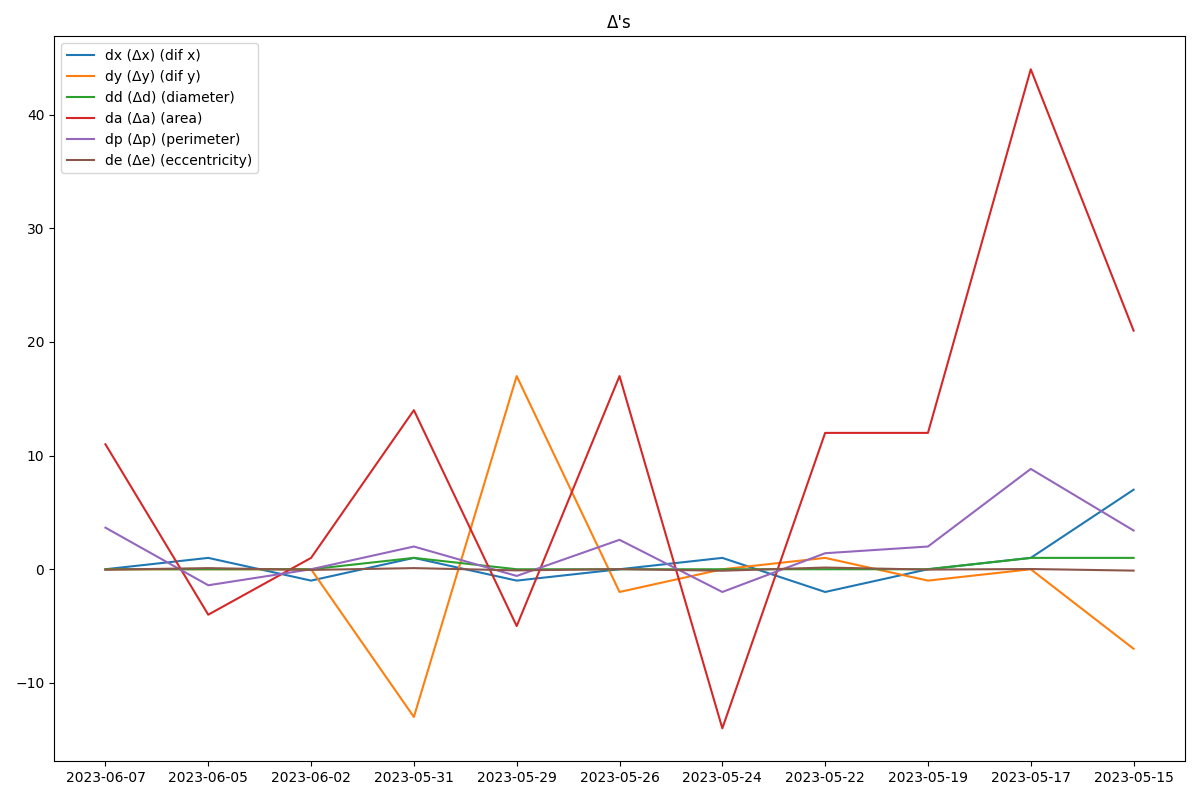 Δ's
dx (Δx) (dif x)
dy (Δy) (dif y)
dd (Δd) (diameter)
da (Δa) (area)
dp (Δp) (perimeter)
de (Δe) (eccentricity)
40
30
20
10
0
−10
2023-06-07 2023-06-05 2023-06-02 2023-05-31 2023-05-29 2023-05-26 2023-05-24 2023-05-22 2023-05-19 2023-05-17 2023-05-15